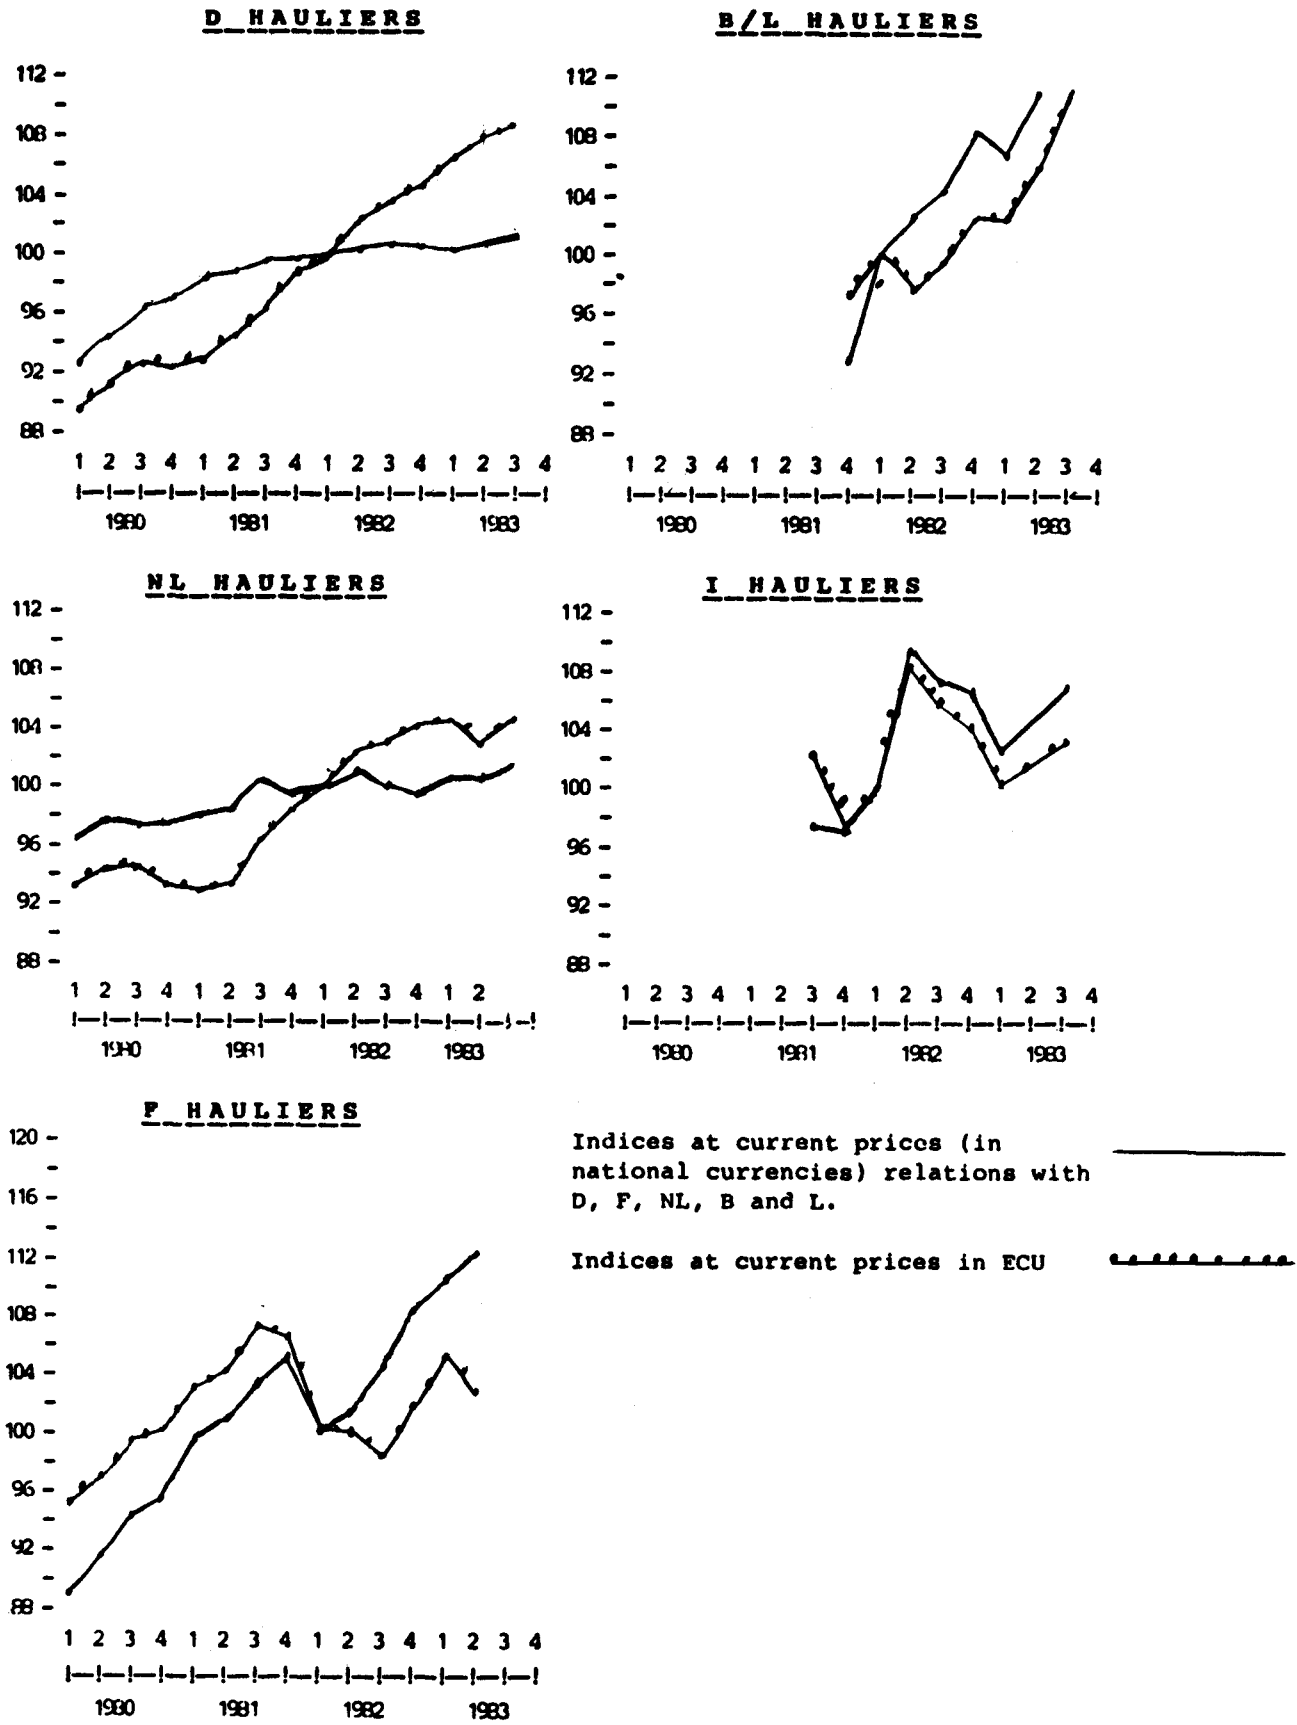 D HAULIERS
112
108
104
100
96
92
88
1 2 3 4 1 2 3 4 1 2 3 4 1 2 3 4
1980 1981 1982 1983
B/L HAULIERS
112
108
104
100
96
92
88
1 2 3 4 1 2 3 4 1 2 3 4 1 2 3 4
1980 1981 1982 1983
NL HAULIERS
112
108
104
100
96
92
88
1 2 3 4 1 2 3 4 1 2 3 4 1 2
1980 1981 1982 1983
I HAULIERS
112
108
104
100
96
92
88
1 2 3 4 1 2 3 4 1 2 3 4 1 2 3 4
1980 1981 1982 1983
F HAULIERS
120
116
112
108
104
100
96
92
88
1 2 3 4 1 2 3 4 1 2 3 4 1 2 3 4
1980 1981 1982 1983
Indices at current prices (in
national currencies) relations with
D, F, NL, B and L.
Indices at current prices in ECU